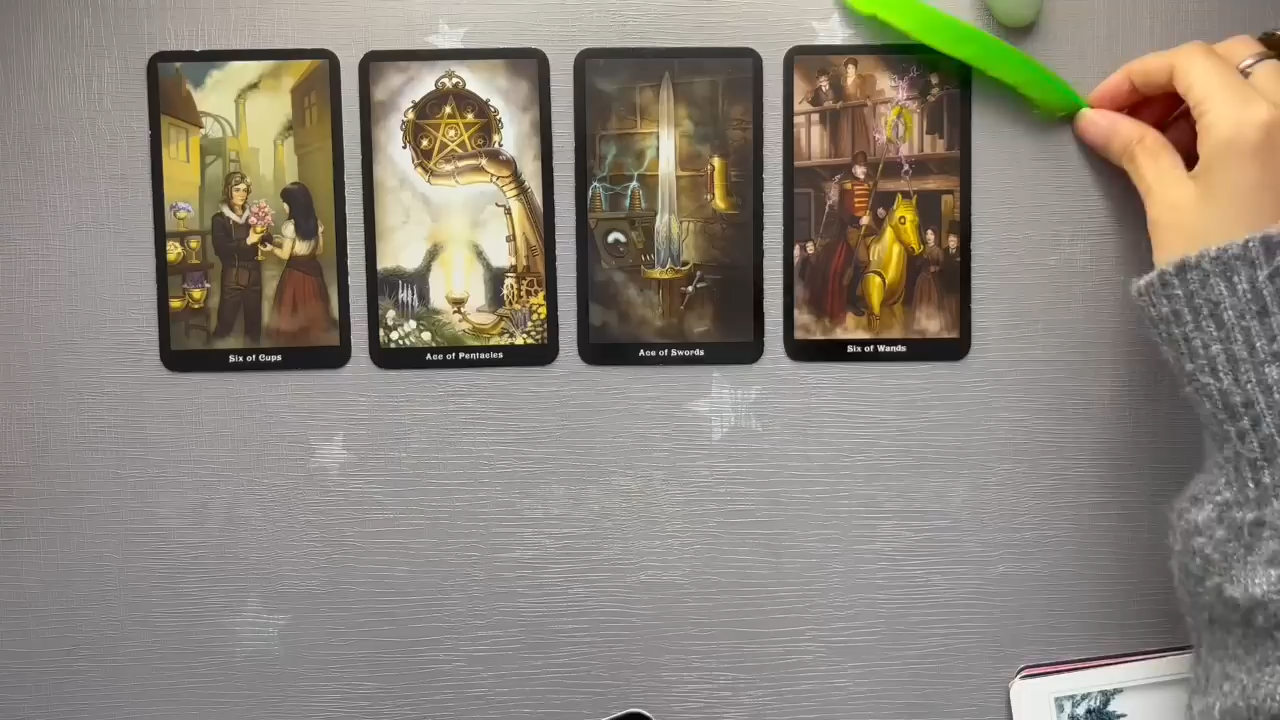 Six of Cups
Ace of Pentacles
Ace of Swords
Six of Wands